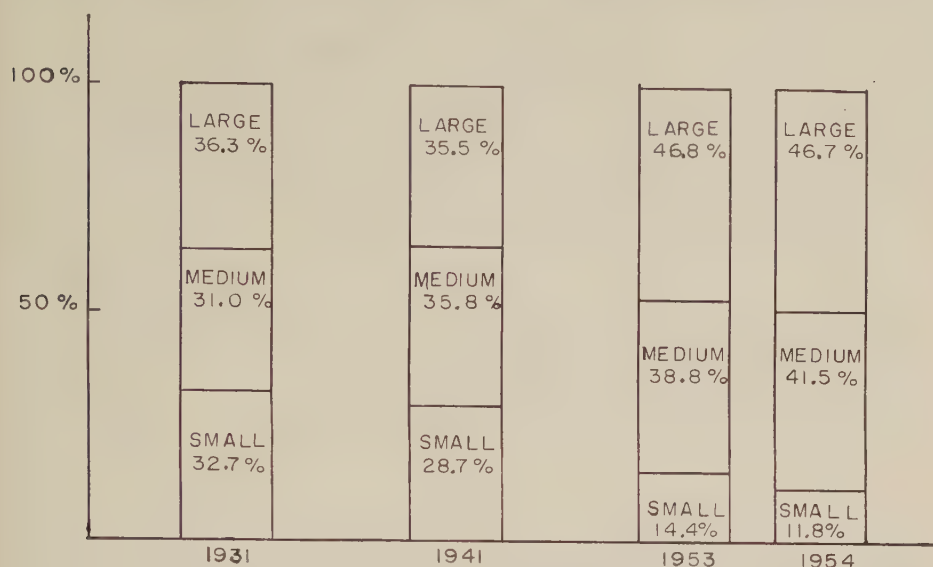 100%
50%
LARGE
36.3 %
MEDIUM
31.0 %
SMALL
32.7 %
1931
LARGE
35.5 %
MEDIUM
35.8 %
SMALL
28.7 %
1941
LARGE
46.8 %
MEDIUM
38.8 %
SMALL
14.4%
1953
LARGE
46.7 %
MEDIUM
41.5 %
SMALL
11.8%
1954